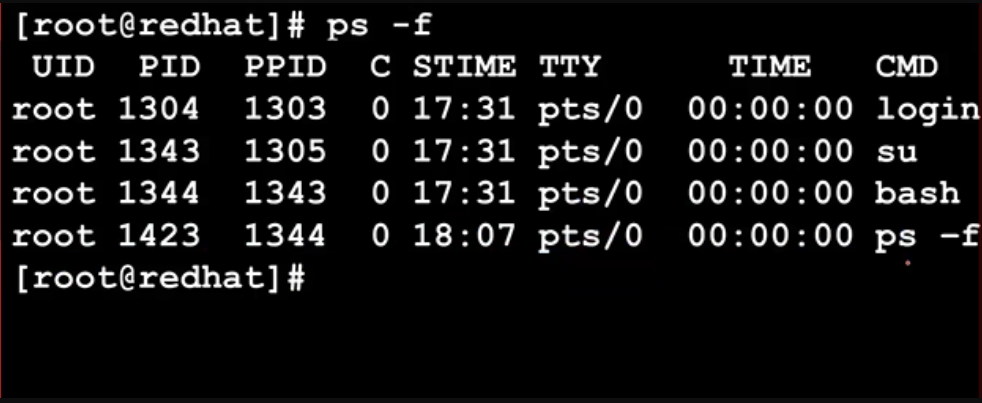 [root@redhat]# ps -f
UID PID PPID C STIME TTY TIME CMD
root 1304 1303 0 17:31 pts/0 00:00:00 login
root 1343 1305 0 17:31 pts/0 00:00:00 su
root 1344 1343 0 17:31 pts/0 00:00:00 bash
root 1423 1344 0 18:07 pts/0 00:00:00 ps –f
[root@redhat]#